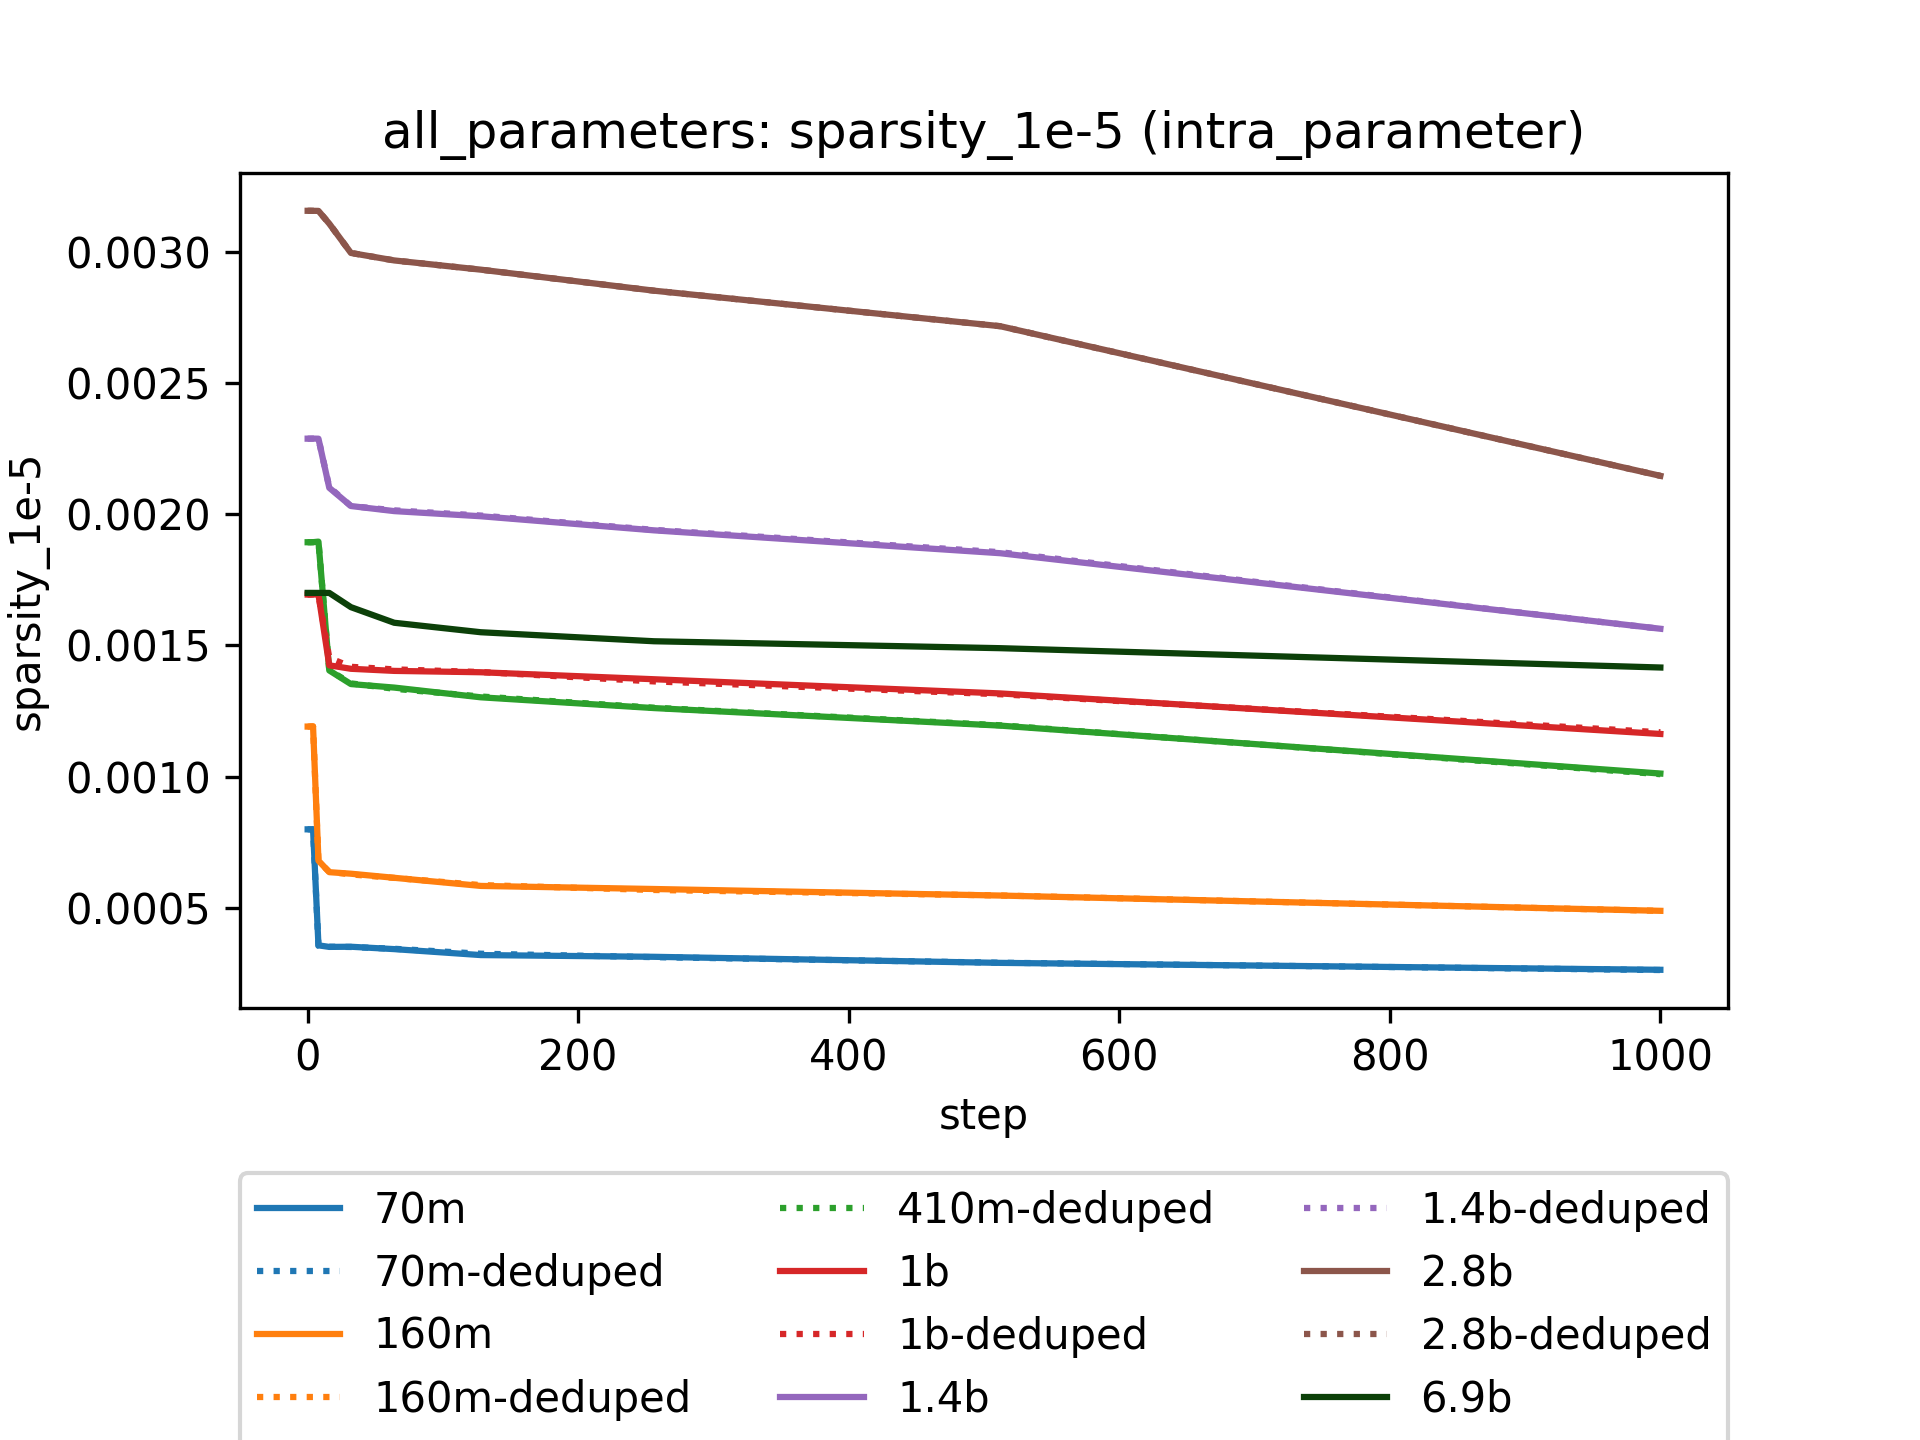 all_parameters: sparsity_1e-5 (intra_parameter)
sparsity_1e-5
0.0030
0.0025
0.0020
0.0015
0.0010
0.0005
0 200 400 600 800 1000
step
70m
70m-deduped
160m
160m-deduped
410m-deduped
1b
1b-deduped
1.4b
1.4b-deduped
2.8b
2.8b-deduped
6.9b